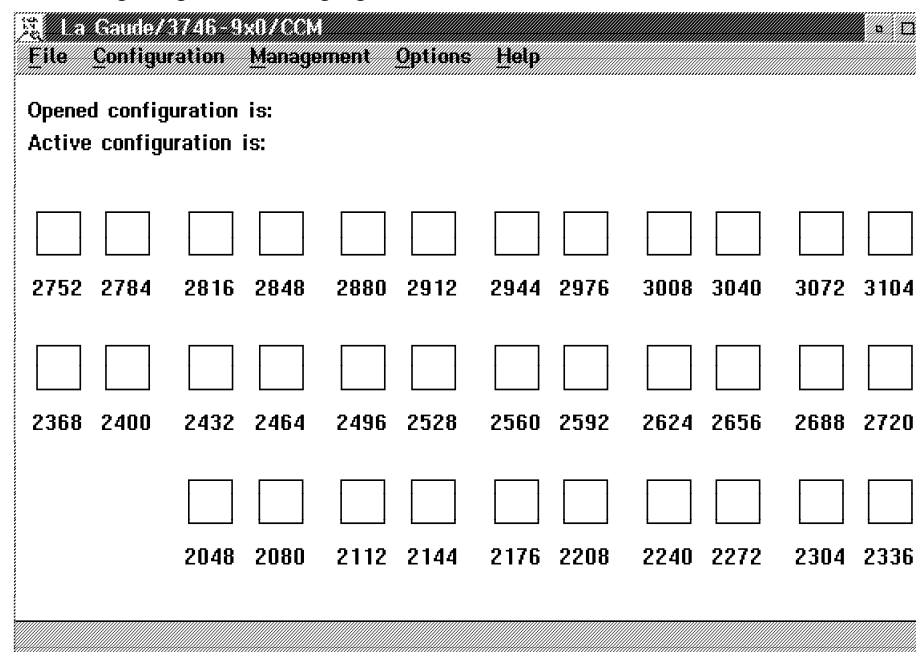 La Gaude/3746-9x0/CCM
File Configuration Management Options Help
Opened configuration is:
Active configuration is:
2752 2784 2816 2848 2880 2912 2944 2976 3008 3040 3072 3104
2368 2400 2432 2464 2496 2528 2560 2592 2624 2656 2688 2720
2048 2080 2112 2144 2176 2208 2240 2272 2304 2336